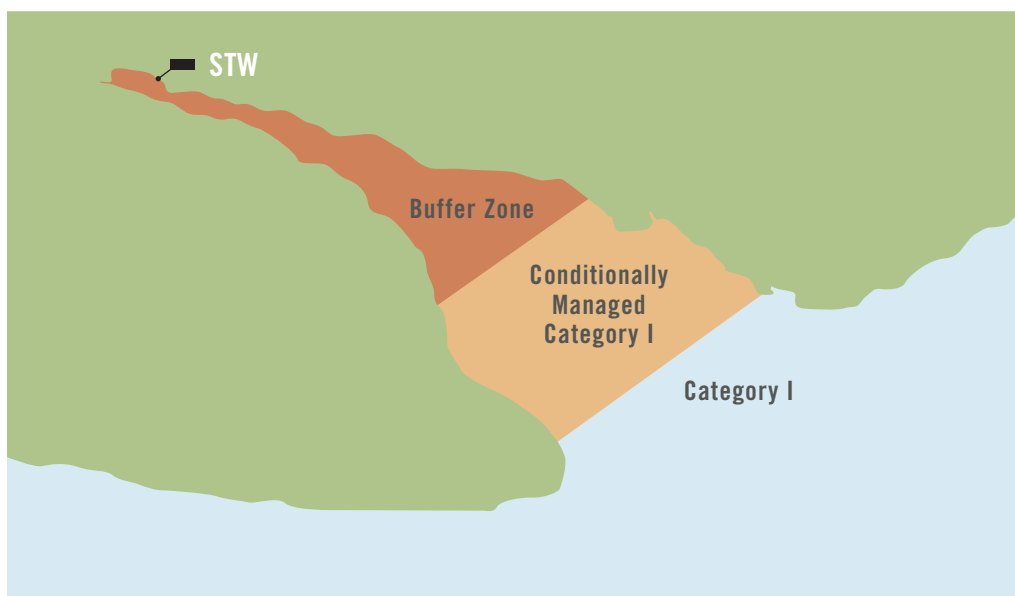 STW
Buffer Zone
Conditionally
Managed
Category I
Category I